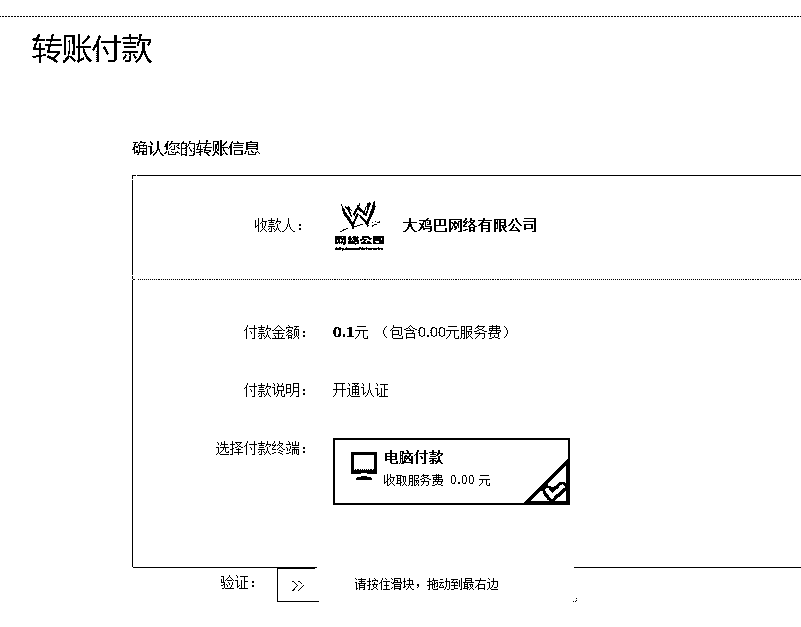 转账付款
确认您的转账信息
收款人：
网络公司
大鸡巴网络有限公司
付款金额： 0.1元 （包含0.00元服务费）
付款说明： 开通认证
选择付款终端： 电脑付款
收取服务费 0.00 元
验证： >> 请按住滑块，拖动到最右边